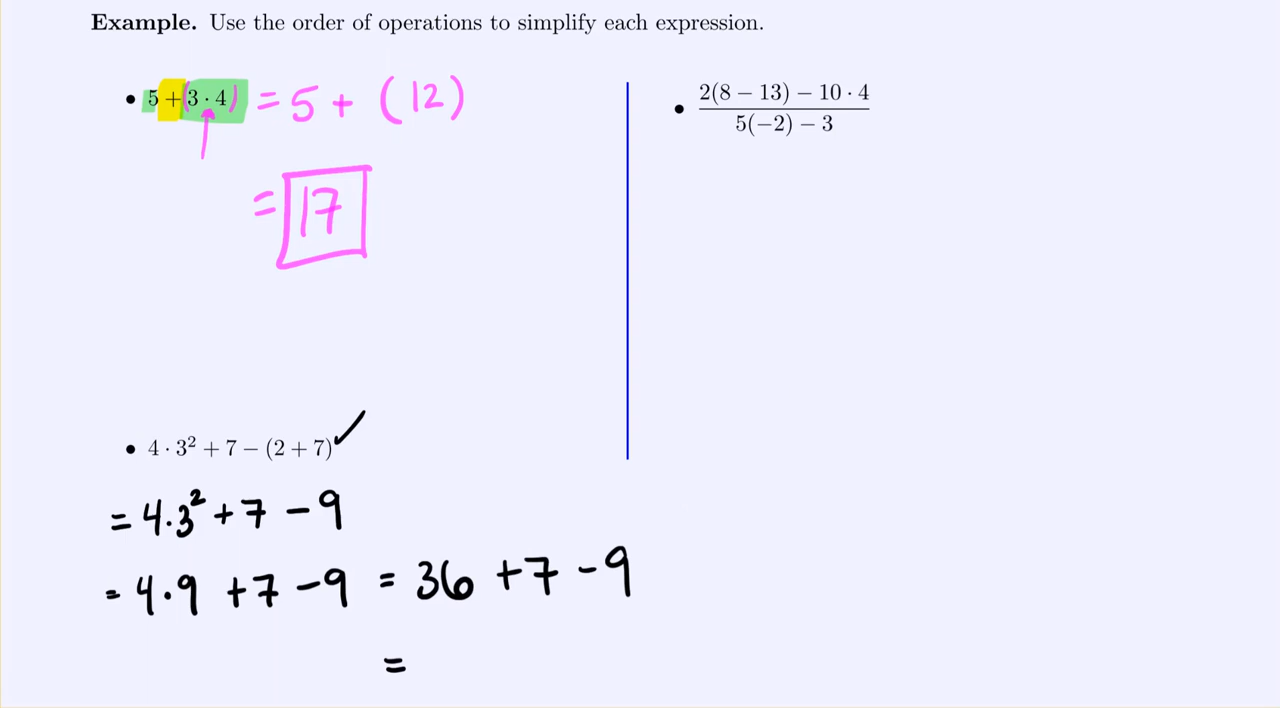 Example. Use the order of operations to simplify each expression.
• 5 + (3 · 4) = 5 + (12)
= 17
• 4 · 3² + 7 − (2 + 7) ✓
= 4 · 3² + 7 − 9
= 4 · 9 + 7 − 9 = 36 + 7 − 9
=
• 2(8 − 13) − 10 · 4
5(−2) − 3